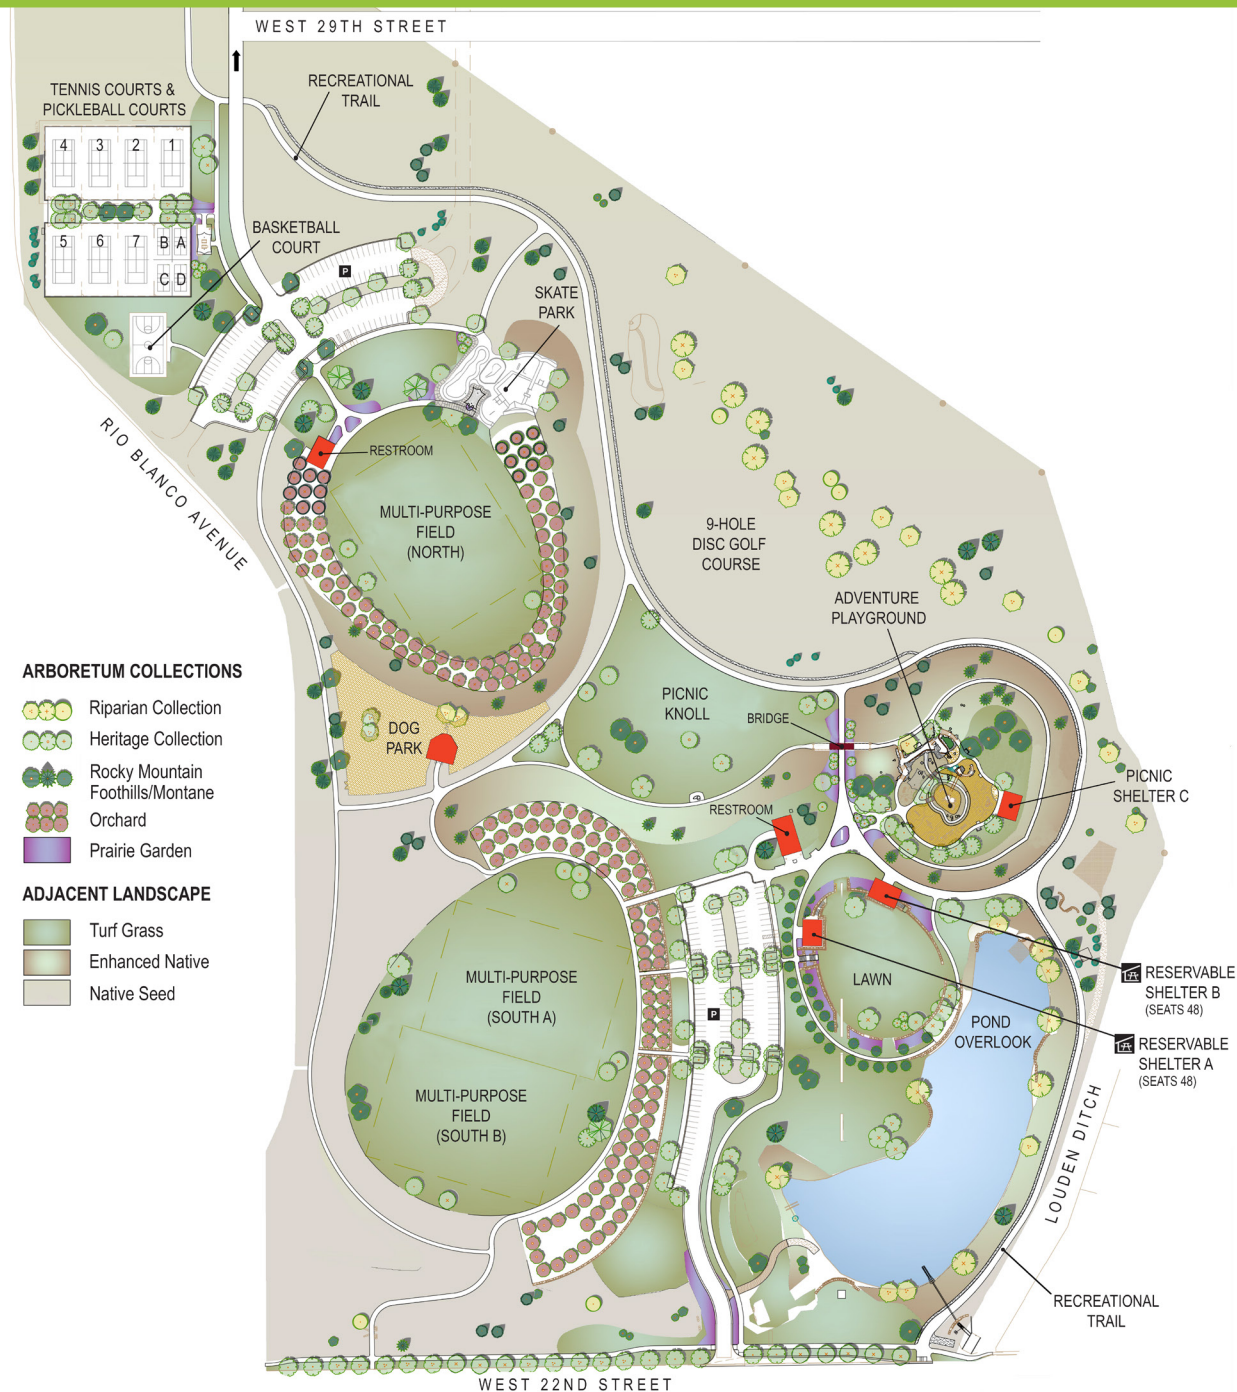 WEST 29TH STREET
TENNIS COURTS &
PICKLEBALL COURTS
RECREATIONAL
TRAIL
4 3 2 1
5 6 7 B A
C D
BASKETBALL
COURT
P
SKATE
PARK
RIO BLANCO AVENUE
RESTROOM
MULTI-PURPOSE
FIELD
(NORTH)
9-HOLE
DISC GOLF
COURSE
ADVENTURE
PLAYGROUND
ARBORETUM COLLECTIONS
Riparian Collection
Heritage Collection
Rocky Mountain
Foothills/Montane
Orchard
Prairie Garden
ADJACENT LANDSCAPE
Turf Grass
Enhanced Native
Native Seed
DOG
PARK
PICNIC
KNOLL
BRIDGE
RESTROOM
PICNIC
SHELTER C
MULTI-PURPOSE
FIELD
(SOUTH A)
P
LAWN
POND
OVERLOOK
RESERVABLE
SHELTER B
(SEATS 48)
RESERVABLE
SHELTER A
(SEATS 48)
MULTI-PURPOSE
FIELD
(SOUTH B)
LOUDEN DITCH
RECREATIONAL
TRAIL
WEST 22ND STREET